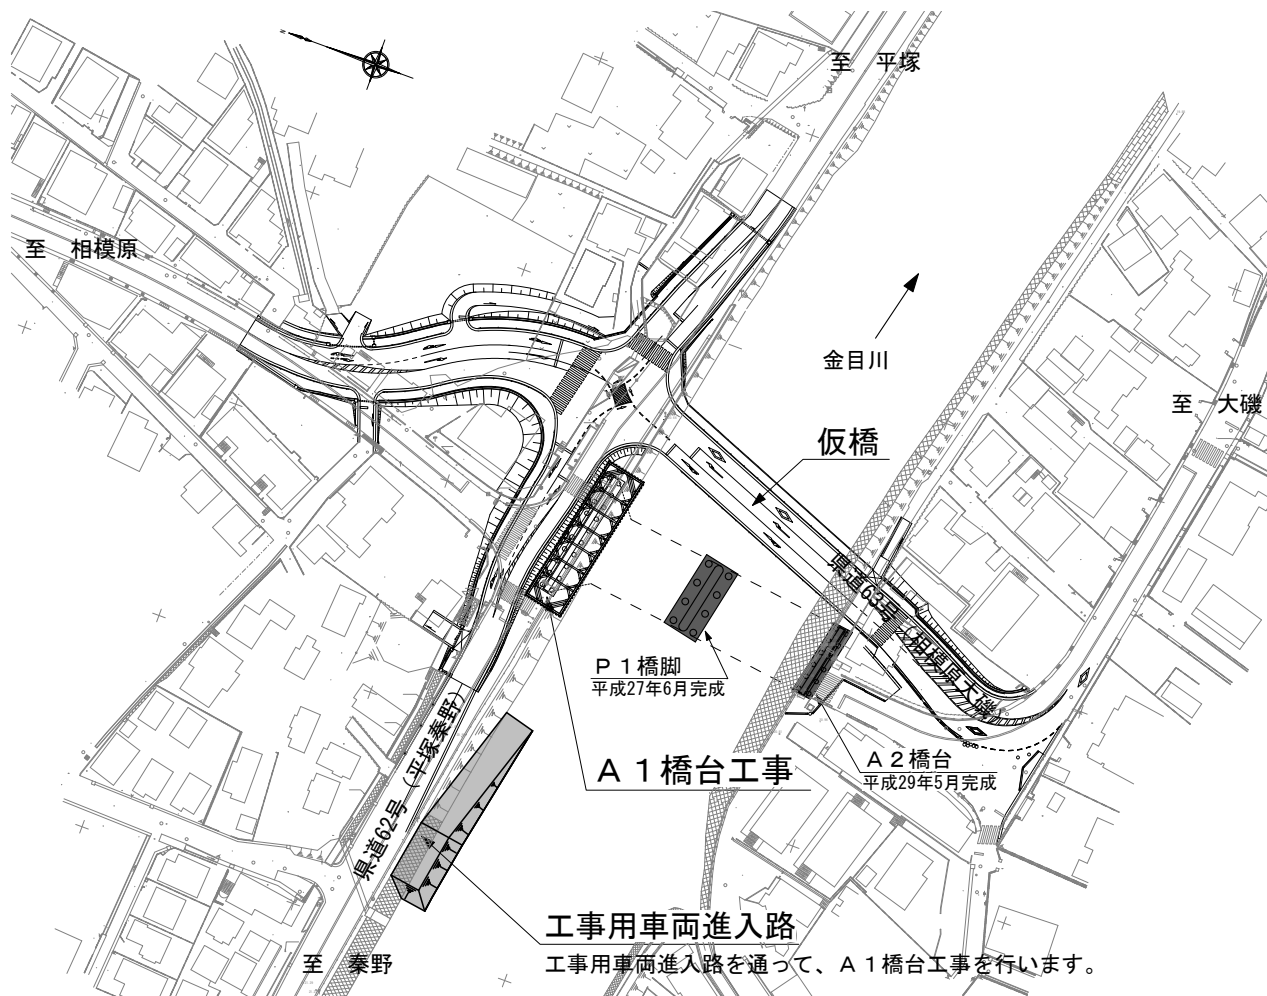 至　平塚
至　相模原
金目川
至　大磯
仮橋
県道63号（相模原大磯）
P１橋脚
平成27年6月完成
A１橋台工事
A２橋台
平成29年5月完成
県道62号（平塚秦野）
工事用車両進入路
工事用車両進入路を通って、A１橋台工事を行います。
至　秦野